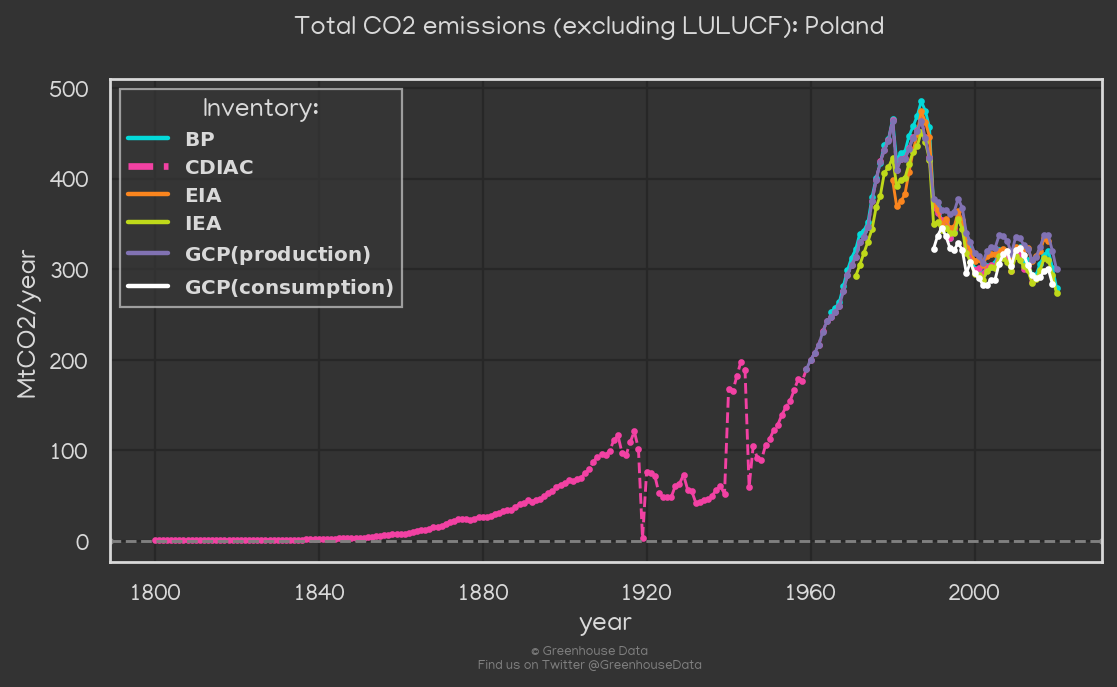 Total CO2 emissions (excluding LULUCF): Poland
MtCO2/year
500
400
300
200
100
0
Inventory:
BP
CDIAC
EIA
IEA
GCP(production)
GCP(consumption)
1800 1840 1880 1920 1960 2000
year
© Greenhouse Data
Find us on Twitter @GreenhouseData